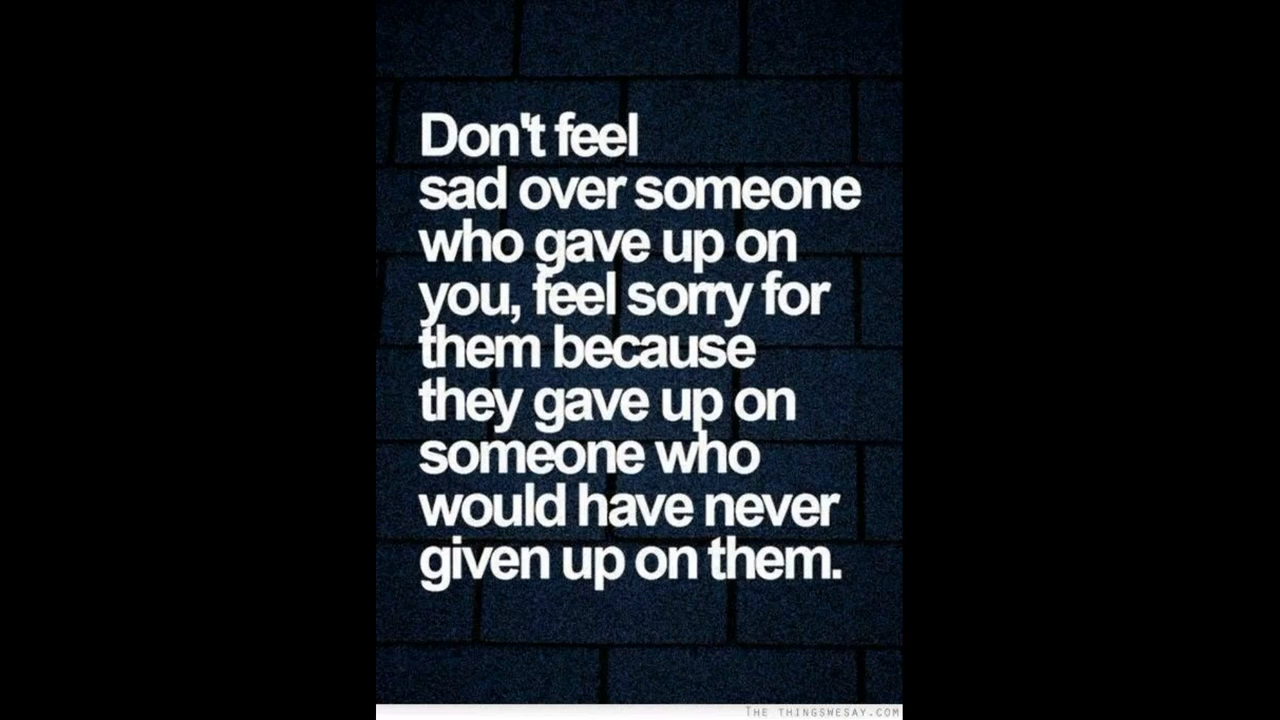 Don't feel
sad over someone
who gave up on
you, feel sorry for
them because
they gave up on
someone who
would have never
given up on them.
THE THINGSWESAY.COM